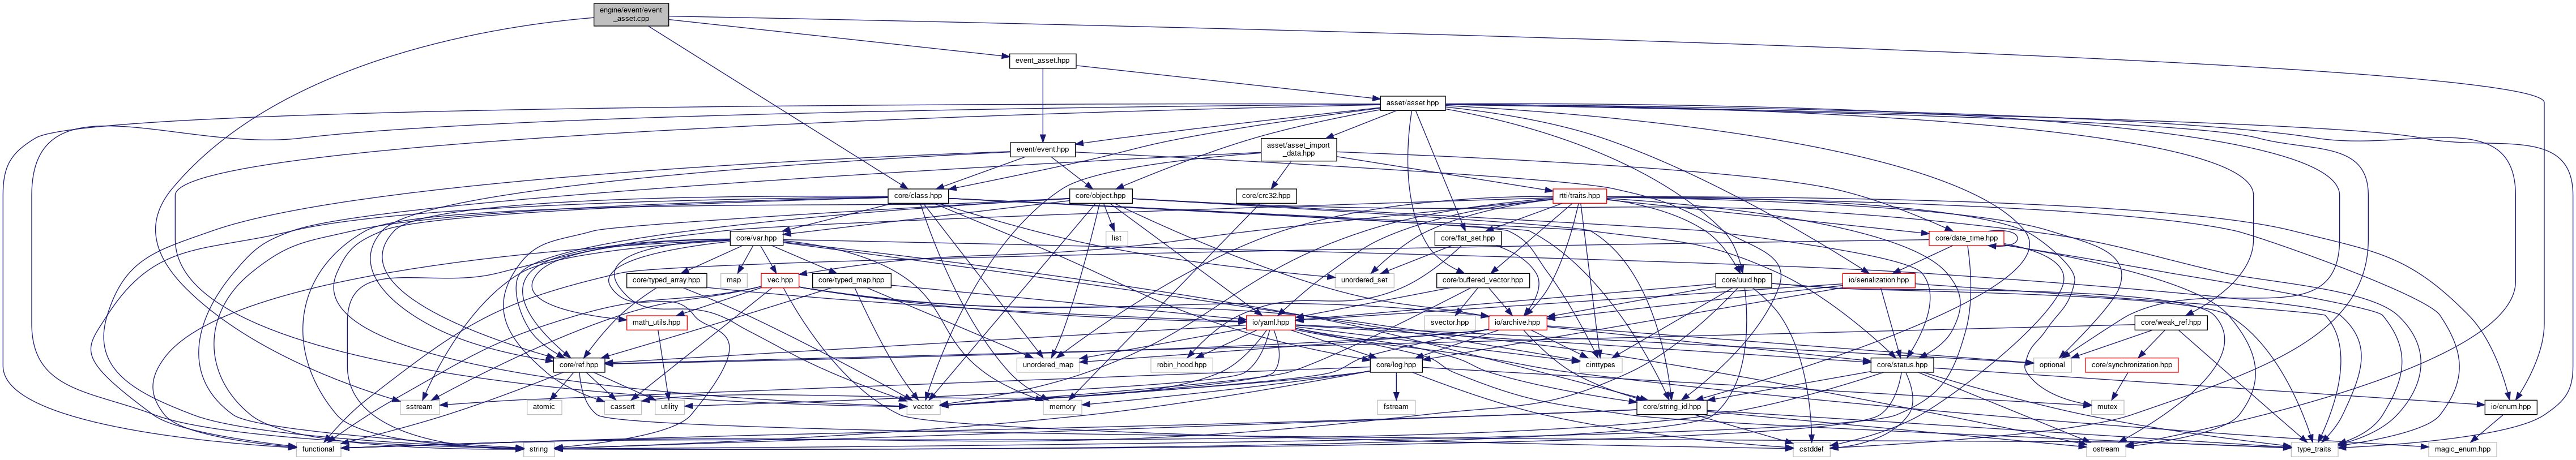 engine/event/event
_asset.cpp
event_asset.hpp
asset/asset.hpp
event/event.hpp
asset/asset_import
_data.hpp
core/class.hpp
core/object.hpp
core/crc32.hpp
rtti/traits.hpp
core/var.hpp
list
core/flat_set.hpp
core/date_time.hpp
core/typed_array.hpp
map
vec.hpp
core/typed_map.hpp
unordered_set
core/buffered_vector.hpp
core/uuid.hpp
io/serialization.hpp
math_utils.hpp
io/yaml.hpp
svector.hpp
io/archive.hpp
core/weak_ref.hpp
core/ref.hpp
unordered_map
robin_hood.hpp
core/log.hpp
cinttypes
core/status.hpp
optional
core/synchronization.hpp
sstream
atomic
cassert
utility
vector
memory
fstream
core/string_id.hpp
mutex
io/enum.hpp
functional
string
cstddef
ostream
type_traits
magic_enum.hpp